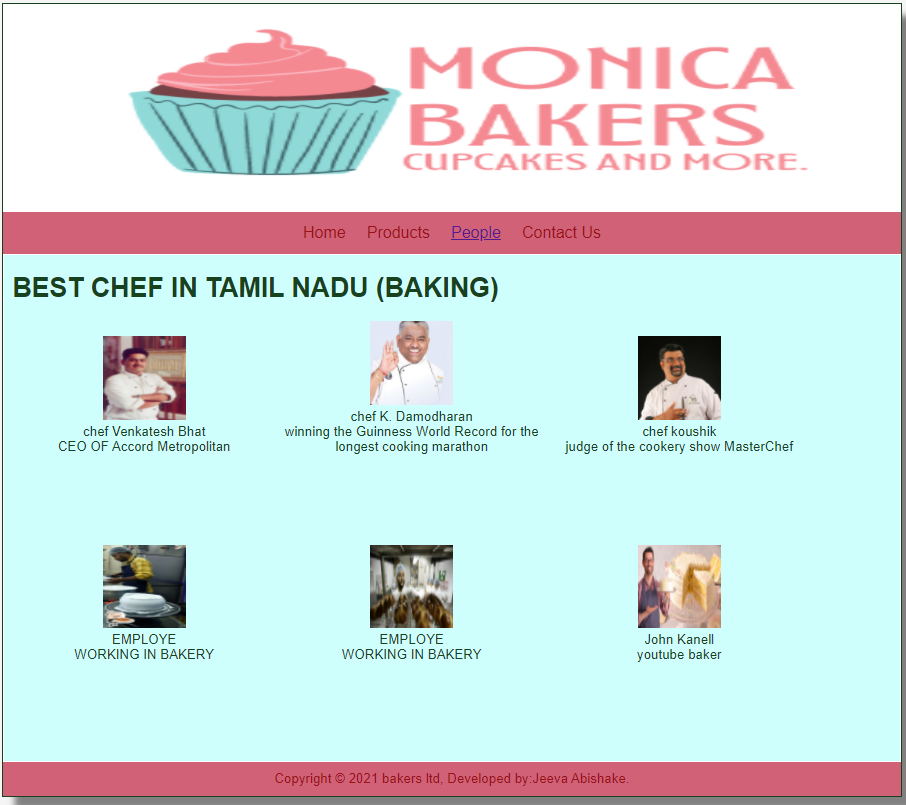 MONICA
BAKERS
CUPCAKES AND MORE.
Home Products People Contact Us
BEST CHEF IN TAMIL NADU (BAKING)
chef Venkatesh Bhat
CEO OF Accord Metropolitan
chef K. Damodharan
winning the Guinness World Record for the
longest cooking marathon
chef koushik
judge of the cookery show MasterChef
EMPLOYE
WORKING IN BAKERY
EMPLOYE
WORKING IN BAKERY
John Kanell
youtube baker
Copyright © 2021 bakers ltd, Developed by:Jeeva Abishake.